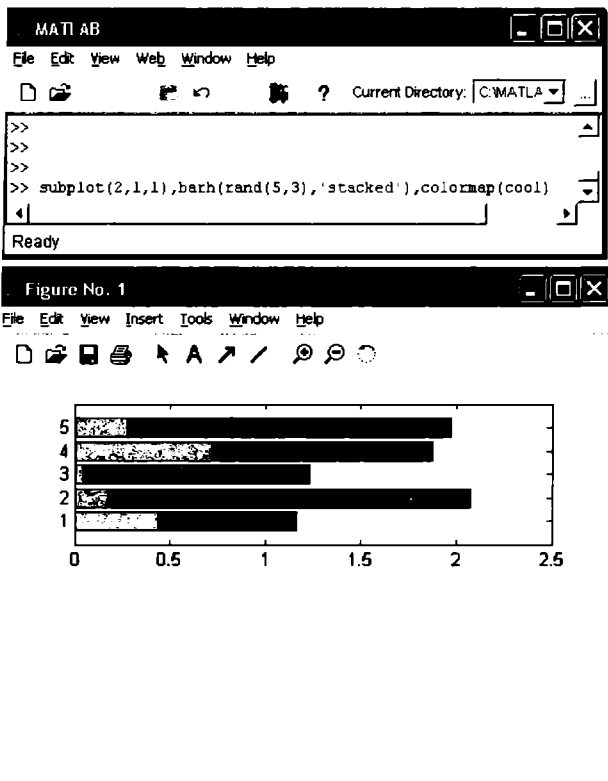 MATLAB
File Edit View Web Window Help
? Current Directory: C:\MATLA ...
>>
>>
>>
>> subplot(2,1,1),barh(rand(5,3),'stacked'),colormap(cool)
Ready
Figure No. 1
File Edit View Insert Tools Window Help
A
5
4
3
2
1
0 0.5 1 1.5 2 2.5